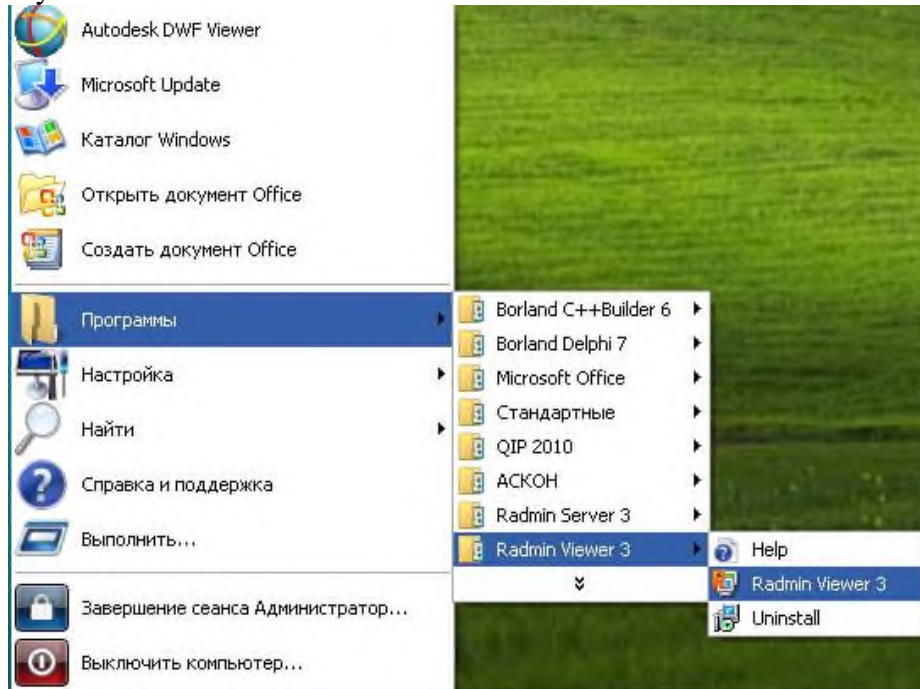 Autodesk DWF Viewer
Microsoft Update
Каталог Windows
Открыть документ Office
Создать документ Office
Программы
Настройка
Найти
Справка и поддержка
Выполнить...
Завершение сеанса Администратор...
Выключить компьютер...
Borland C++Builder 6
Borland Delphi 7
Microsoft Office
Стандартные
QIP 2010
АСКОН
Radmin Server 3
Radmin Viewer 3
Help
Radmin Viewer 3
Uninstall